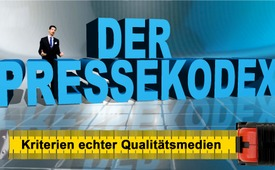 DER
PRESSEKODEX
Kriterien echter Qualitätsmedien